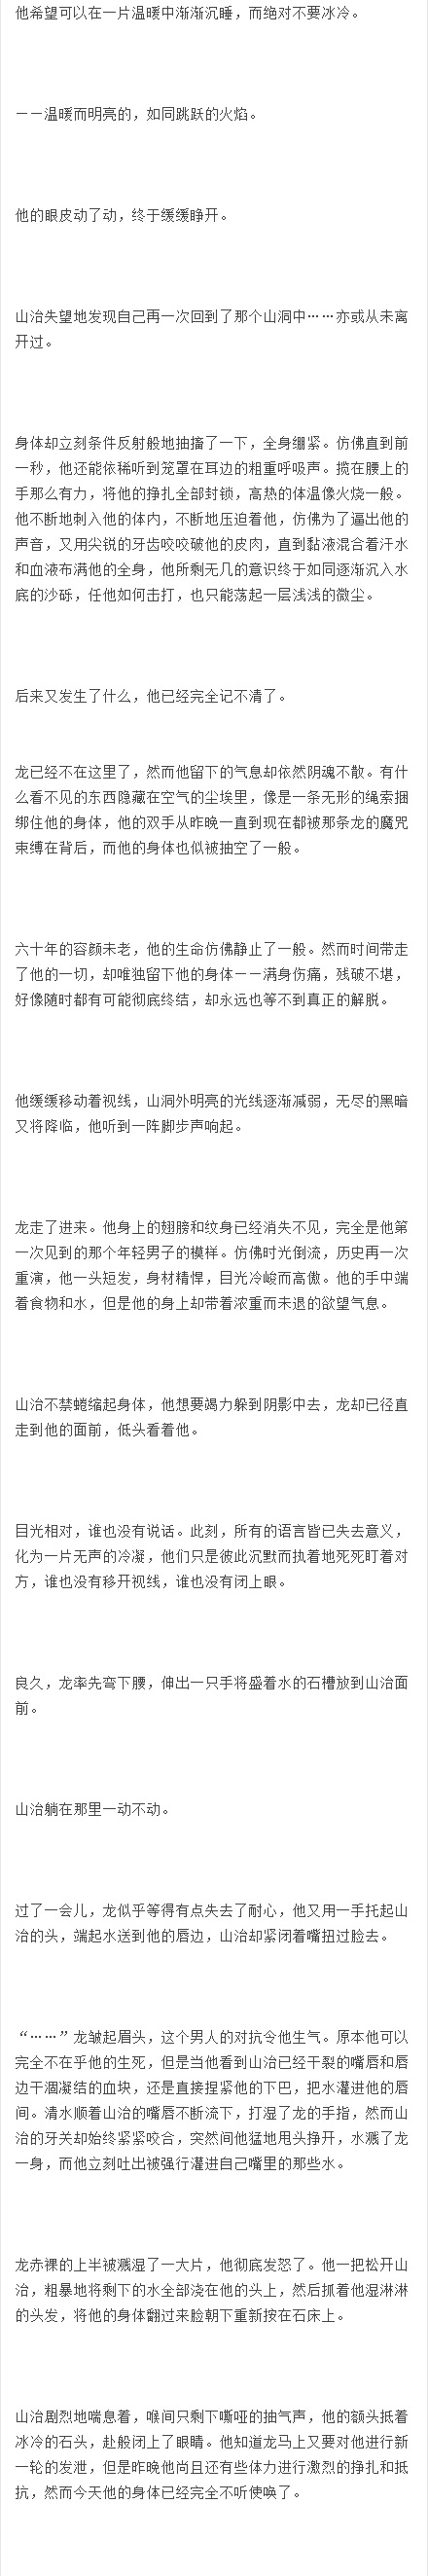 他希望可以在一片温暖中渐渐沉睡，而绝对不要冰冷。
——温暖而明亮的，如同跳跃的火焰。
他的眼皮动了动，终于缓缓睁开。
山治失望地发现自己再一次回到了那个山洞中……亦或从未离
开过。
身体却立刻条件反射般地抽搐了一下，全身绷紧。仿佛直到前
一秒，他还能依稀听到笼罩在耳边的粗重呼吸声。揽在腰上的
手那么有力，将他的挣扎全部封锁，高热的体温像火烧一般。
他不断地刺入他的体内，不断地压迫着他，仿佛为了逼出他的
声音，又用尖锐的牙齿咬咬破他的皮肉，直到黏液混合着汗水
和血液布满他的全身，他所剩无几的意识终于如同逐渐沉入水
底的沙砾，任他如何击打，也只能荡起一层浅浅的微尘。
后来又发生了什么，他已经完全记不清了。
龙已经不在这里了，然而他留下的气息却依然阴魂不散。有什
么看不见的东西隐藏在空气的尘埃里，像是一条无形的绳索捆
绑住他的身体，他的双手从昨晚一直到现在都被那条龙的魔咒
束缚在背后，而他的身体也似被抽空了一般。
六十年的容颜未老，他的生命仿佛静止了一般。然而时间带走
了他的一切，却唯独留下他的身体——满身伤痛，残破不堪，
好像随时都有可能彻底终结，却永远也等不到真正的解脱。
他缓缓移动着视线，山洞外明亮的光线逐渐减弱，无尽的黑暗
又将降临，他听到一阵脚步声响起。
龙走了进来。他身上的翅膀和纹身已经消失不见，完全是他第
一次见到的那个年轻男子的模样。仿佛时光倒流，历史再一次
重演，他一头短发，身材精悍，目光冷峻而高傲。他的手中端
着食物和水，但是他的身上却带着浓重而未退的欲望气息。
山治不禁蜷缩起身体，他想要竭力躲到阴影中去，龙却已径直
走到他的面前，低头看着他。
目光相对，谁也没有说话。此刻，所有的语言皆已失去意义，
化为一片无声的冷凝，他们只是彼此沉默而执着地死死盯着对
方，谁也没有移开视线，谁也没有闭上眼。
良久，龙率先弯下腰，伸出一只手将盛着水的石槽放到山治面
前。
山治躺在那里一动不动。
过了一会儿，龙似乎等得有点失去了耐心，他又用一手托起山
治的头，端起水送到他的唇边，山治却紧闭着嘴扭过脸去。
“……”龙皱起眉头，这个男人的对抗令他生气。原本他可以
完全不在乎他的生死，但是当他看到山治已经干裂的嘴唇和唇
边干涸凝结的血块，还是直接捏紧他的下巴，把水灌进他的唇
间。清水顺着山治的嘴唇不断流下，打湿了龙的手指，然而山
治的牙关却始终紧紧咬合，突然间他猛地甩头挣开，水溅了龙
一身，而他立刻吐出被强行灌进自己嘴里的那些水。
龙赤裸的上半被溅湿了一大片，他彻底发怒了。他一把松开山
治，粗暴地将剩下的水全部浇在他的头上，然后抓着他湿淋淋
的头发，将他的身体翻过来脸朝下重新按在石床上。
山治剧烈地喘息着，喉间只剩下嘶哑的抽气声，他的额头抵着
冰冷的石头，赴般闭上了眼睛。他知道龙马上又要对他进行新
一轮的发泄，但是昨晚他尚且还有些体力进行激烈的挣扎和抵
抗，然而今天他的身体已经完全不听使唤了。